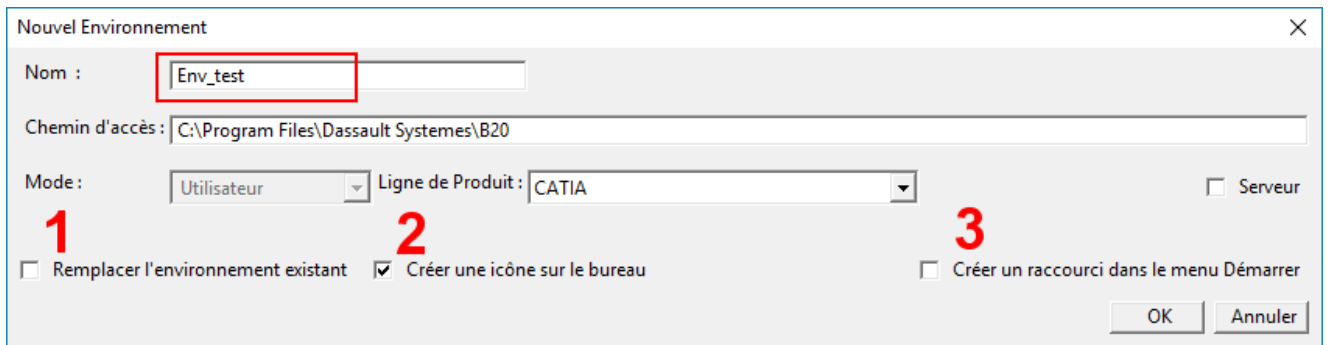 Nouvel Environnement
Nom : Env_test
Chemin d'accès : C:\Program Files\Dassault Systemes\B20
Mode : Utilisateur Ligne de Produit : CATIA Serveur
1 2 3
Remplacer l'environnement existant Créer une icône sur le bureau Créer un raccourci dans le menu Démarrer
OK Annuler